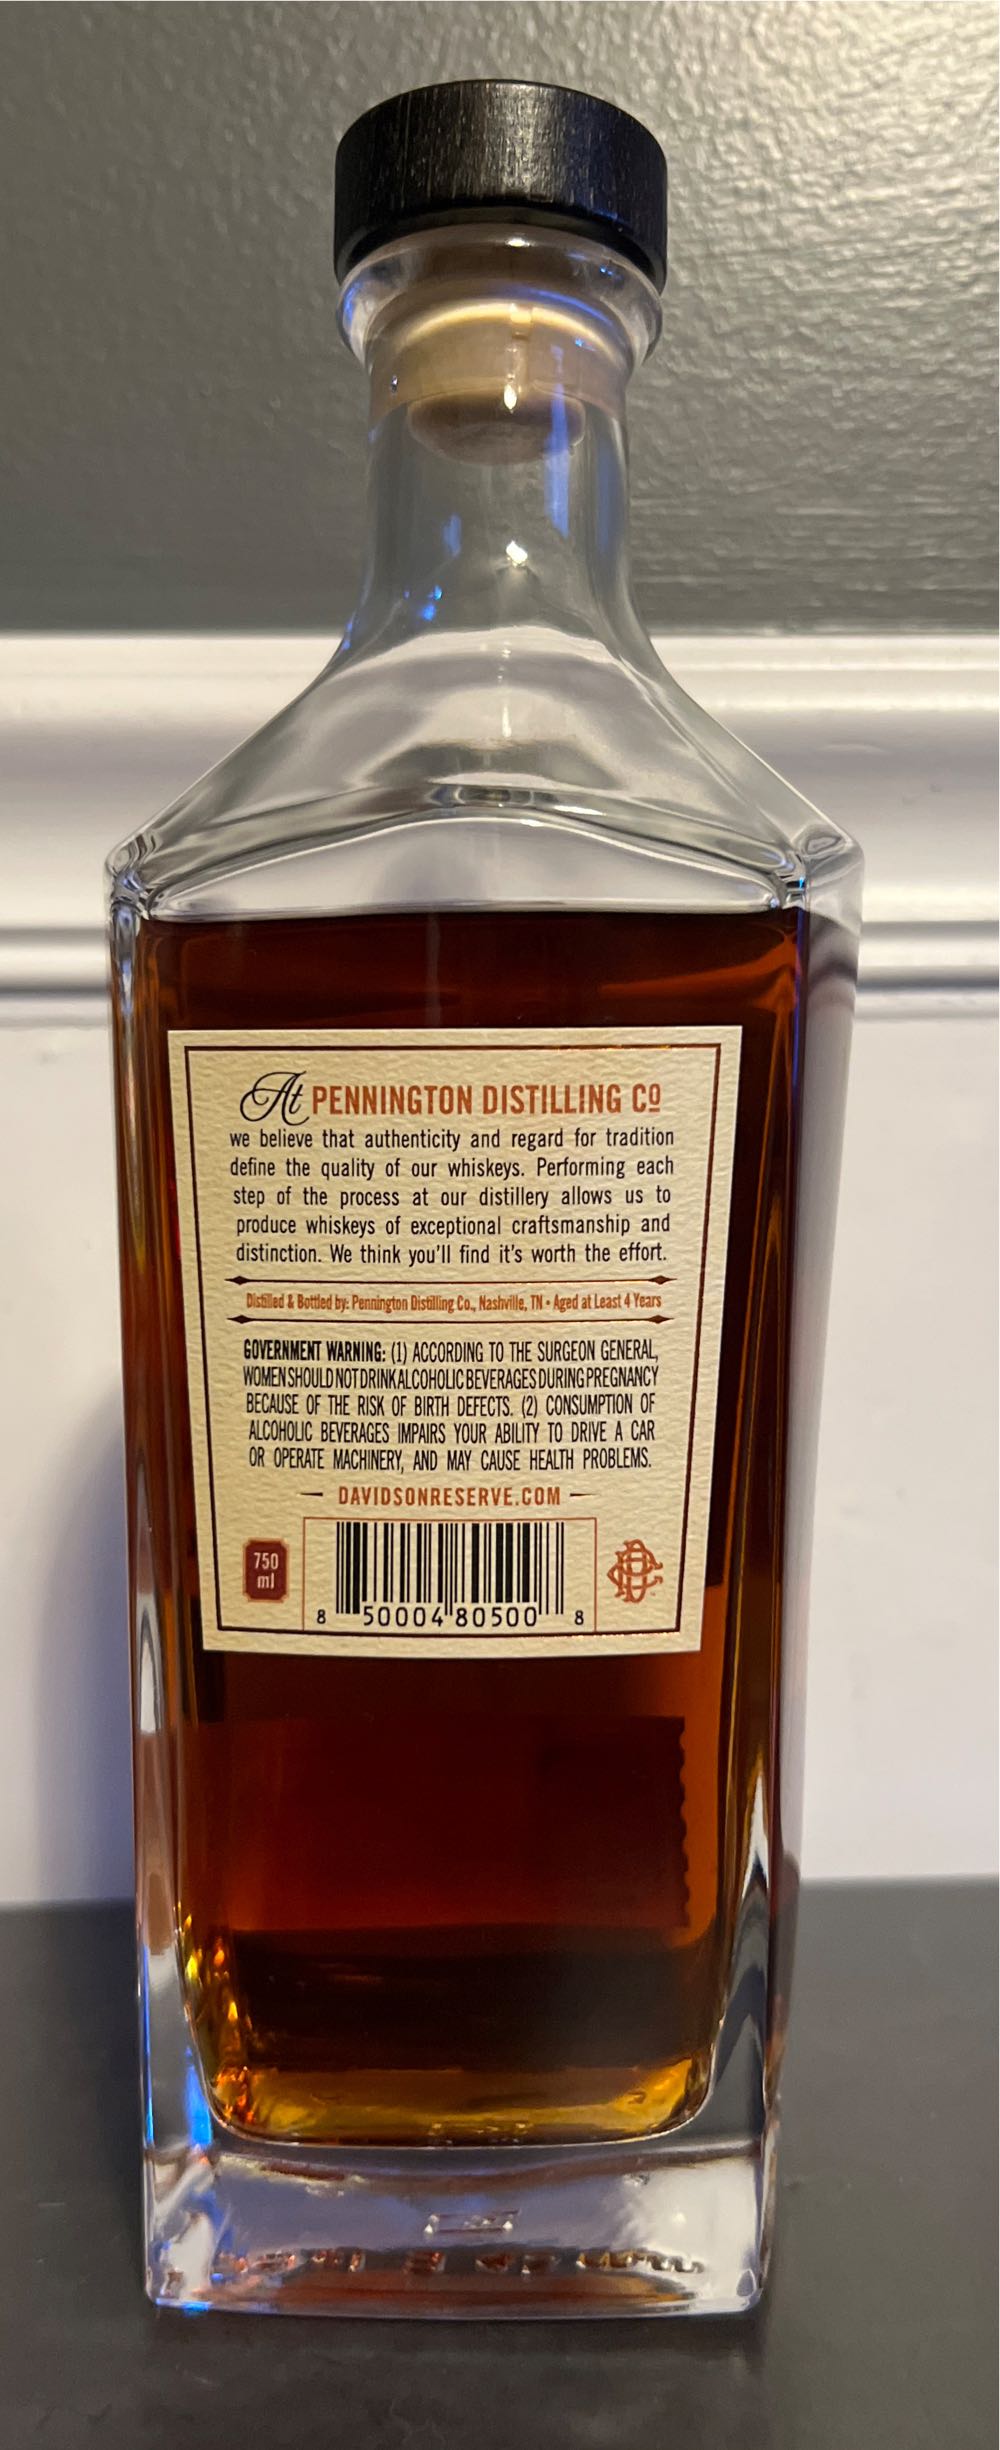 At PENNINGTON DISTILLING CO
we believe that authenticity and regard for tradition
define the quality of our whiskeys. Performing each
step of the process at our distillery allows us to
produce whiskeys of exceptional craftsmanship and
distinction. We think you'll find it's worth the effort.
Distilled & Bottled by: Pennington Distilling Co., Nashville, TN • Aged at Least 4 Years
GOVERNMENT WARNING: (1) ACCORDING TO THE SURGEON GENERAL,
WOMEN SHOULD NOT DRINK ALCOHOLIC BEVERAGES DURING PREGNANCY
BECAUSE OF THE RISK OF BIRTH DEFECTS. (2) CONSUMPTION OF
ALCOHOLIC BEVERAGES IMPAIRS YOUR ABILITY TO DRIVE A CAR
OR OPERATE MACHINERY, AND MAY CAUSE HEALTH PROBLEMS.
DAVIDSONRESERVE.COM
750
ml
8 50004 80500 8